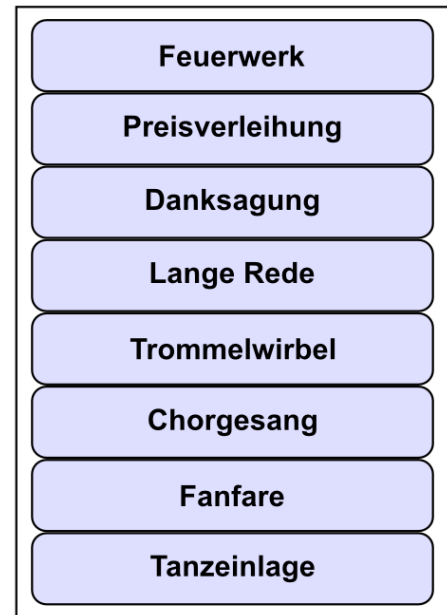 Feuerwerk
Preisverleihung
Danksagung
Lange Rede
Trommelwirbel
Chorgesang
Fanfare
Tanzeinlage